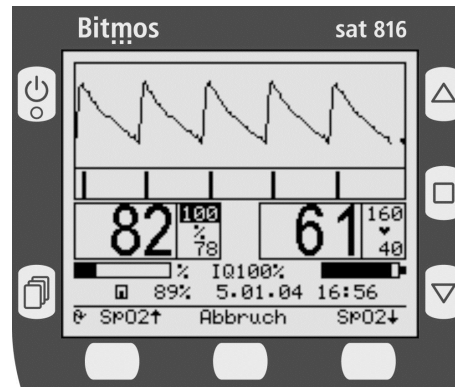 Bitmos sat 816
82 100 % 78 61 160 ♥ 40
% IQ100%
89% 5.01.04 16:56
SPO2↑ Abbruch SPO2↓